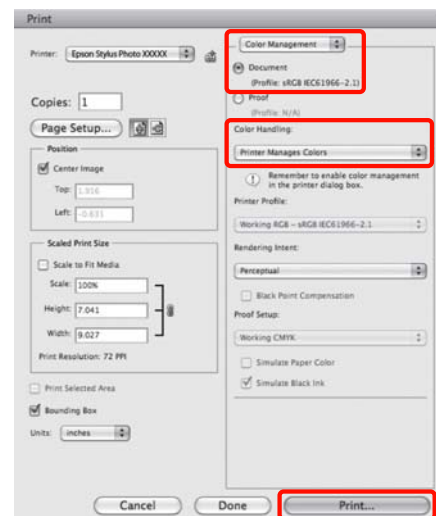 Print
Printer: Epson Stylus Photo XXXXX
Copies: 1
Page Setup...
Position
Center Image
Top: 1.916
Left: -0.833
Scaled Print Size
Scale to Fit Media
Scale: 100%
Height: 7.041
Width: 9.027
Print Resolution: 72 PPI
Print Selected Area
Bounding Box
Units: inches
Color Management
Document
(Profile: sRGB IEC61966-2.1)
Proof
(Profile: N/A)
Color Handling:
Printer Manages Colors
Remember to enable color management
in the printer dialog box.
Printer Profile:
Working RGB - sRGB IEC61966-2.1
Rendering Intent:
Perceptual
Black Point Compensation
Proof Setup:
Working CMYK
Simulate Paper Color
Simulate Black Ink
Cancel
Done
Print...